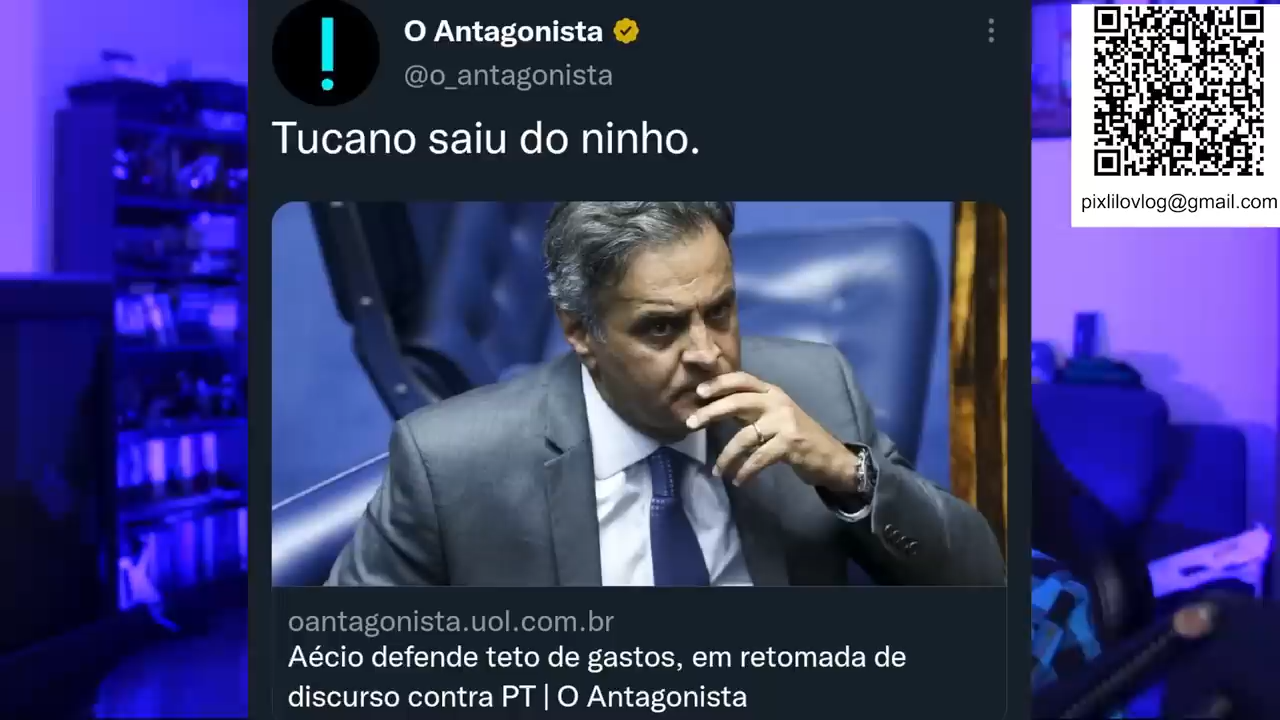 O Antagonista
@o_antagonista
Tucano saiu do ninho.
pixlilovlog@gmail.com
oantagonista.uol.com.br
Aécio defende teto de gastos, em retomada de
discurso contra PT | O Antagonista